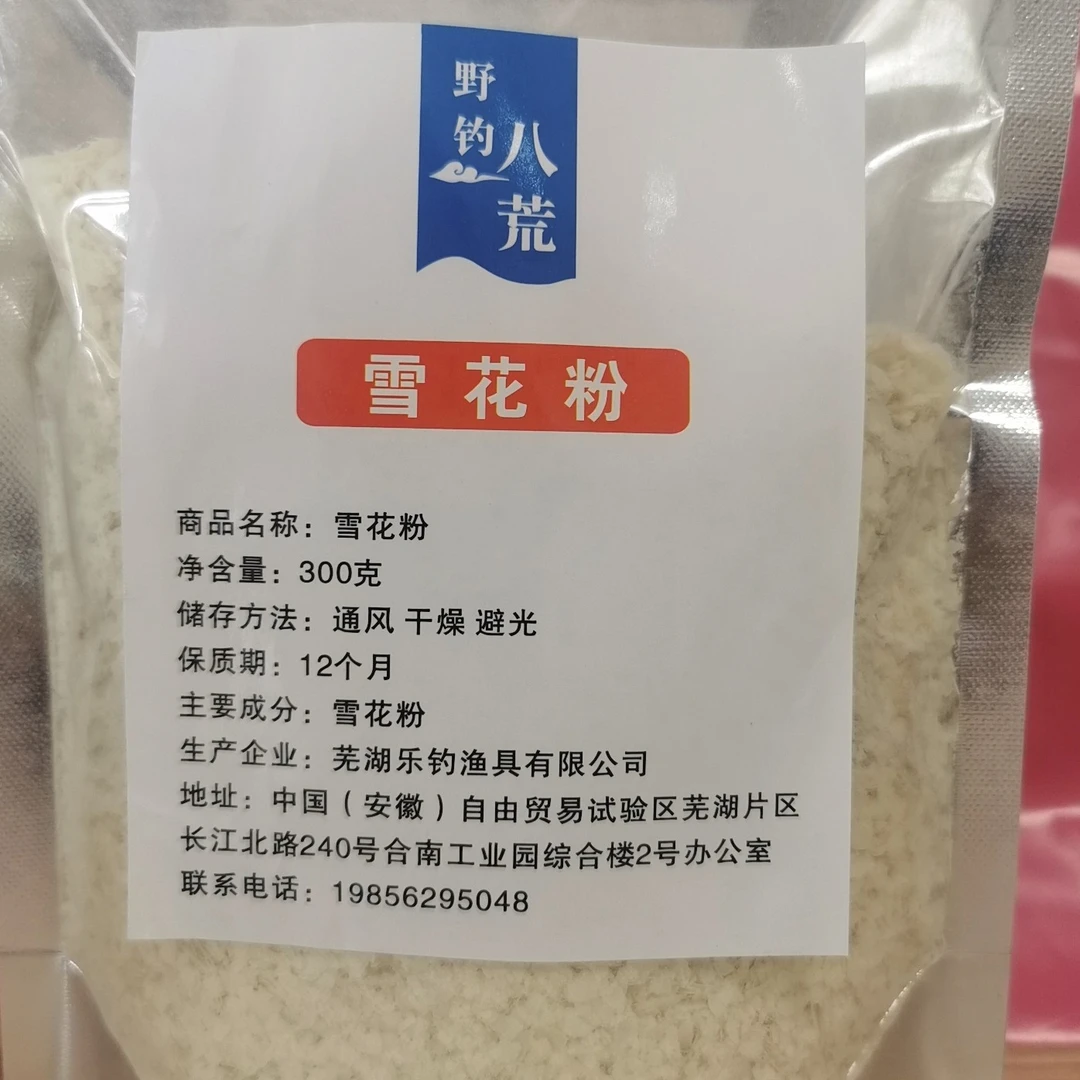 野钓
八荒
雪花粉
商品名称：雪花粉
净含量：300克
储存方法：通风 干燥 避光
保质期：12个月
主要成分：雪花粉
生产企业：芜湖乐钓渔具有限公司
地址：中国（安徽）自由贸易试验区芜湖片区
长江北路240号合南工业园综合楼2号办公室
联系电话：19856295048